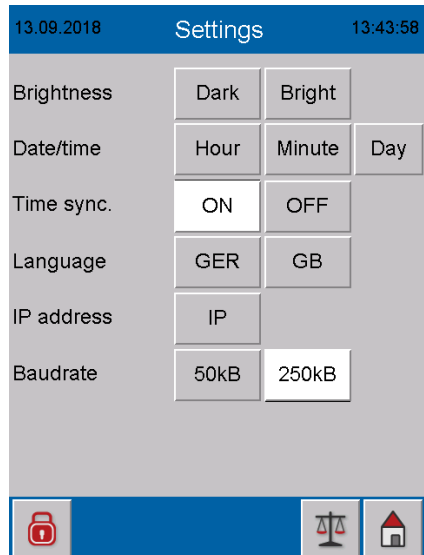 13.09.2018 Settings 13:43:58
Brightness Dark Bright
Date/time Hour Minute Day
Time sync. ON OFF
Language GER GB
IP address IP
Baudrate 50kB 250kB